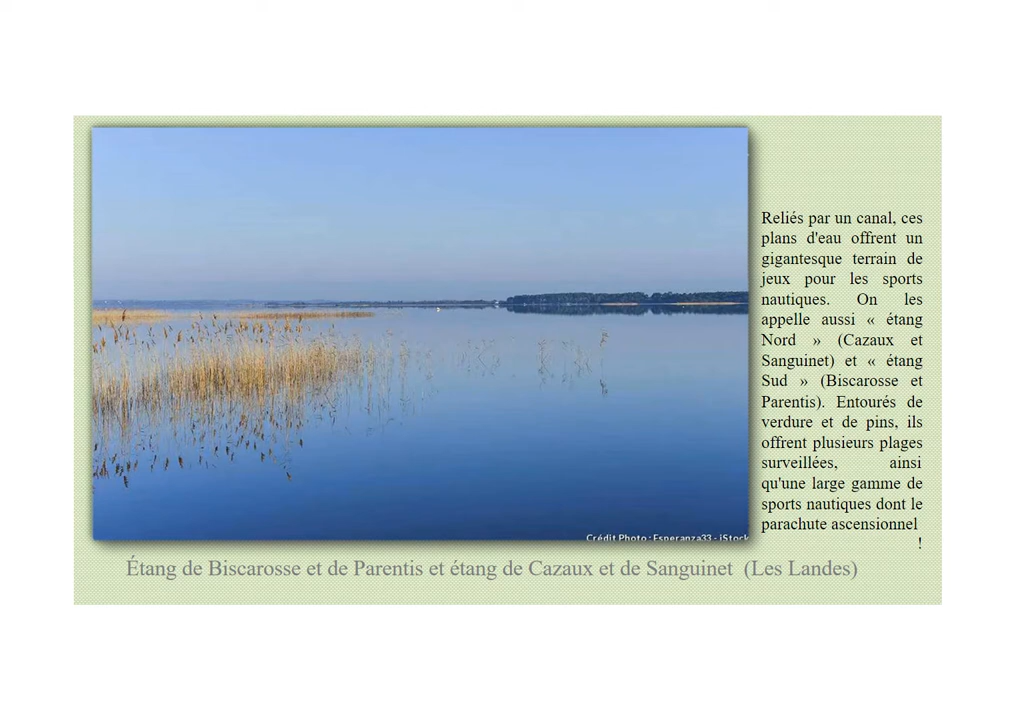 Reliés par un canal, ces
plans d'eau offrent un
gigantesque terrain de
jeux pour les sports
nautiques. On les
appelle aussi « étang
Nord » (Cazaux et
Sanguinet) et « étang
Sud » (Biscarosse et
Parentis). Entourés de
verdure et de pins, ils
offrent plusieurs plages
surveillées, ainsi
qu'une large gamme de
sports nautiques dont le
parachute ascensionnel
!
Crédit Photo : Esperanza33 - iStock
Étang de Biscarosse et de Parentis et étang de Cazaux et de Sanguinet (Les Landes)